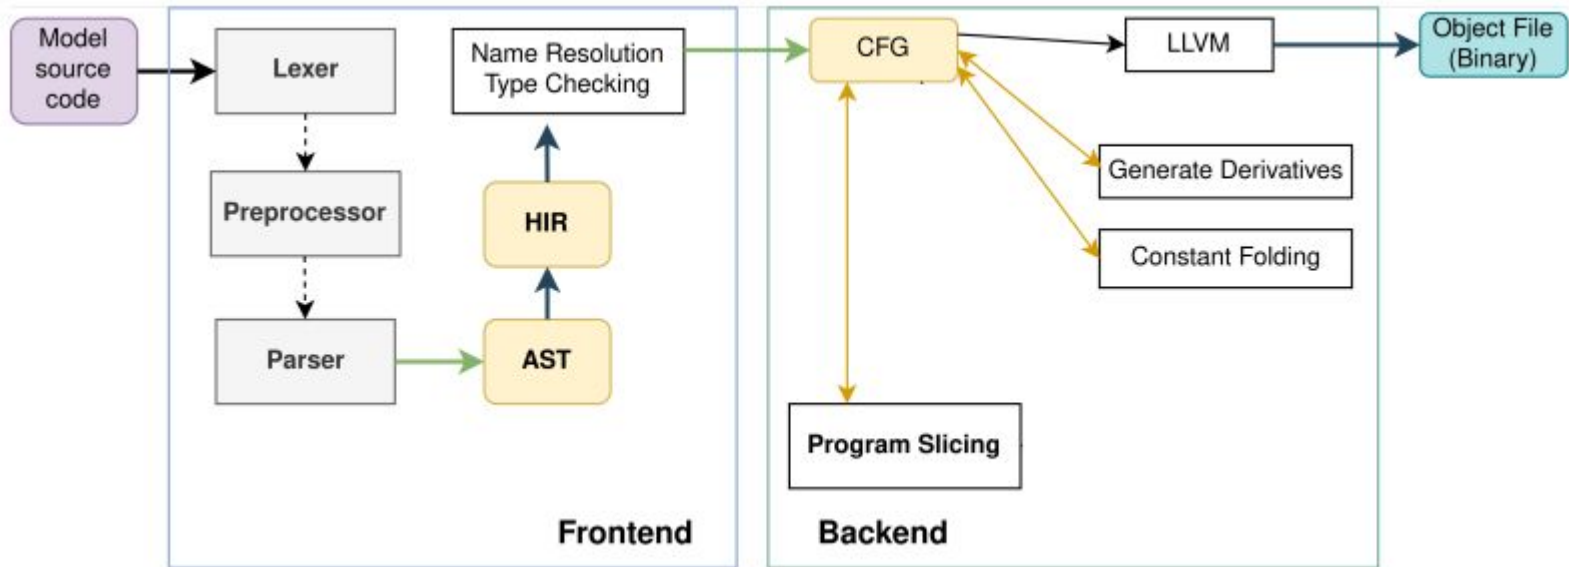 Model
source
code
Lexer
Preprocessor
Parser
Name Resolution
Type Checking
HIR
AST
Frontend
CFG
LLVM
Object File
(Binary)
Generate Derivatives
Constant Folding
Program Slicing
Backend